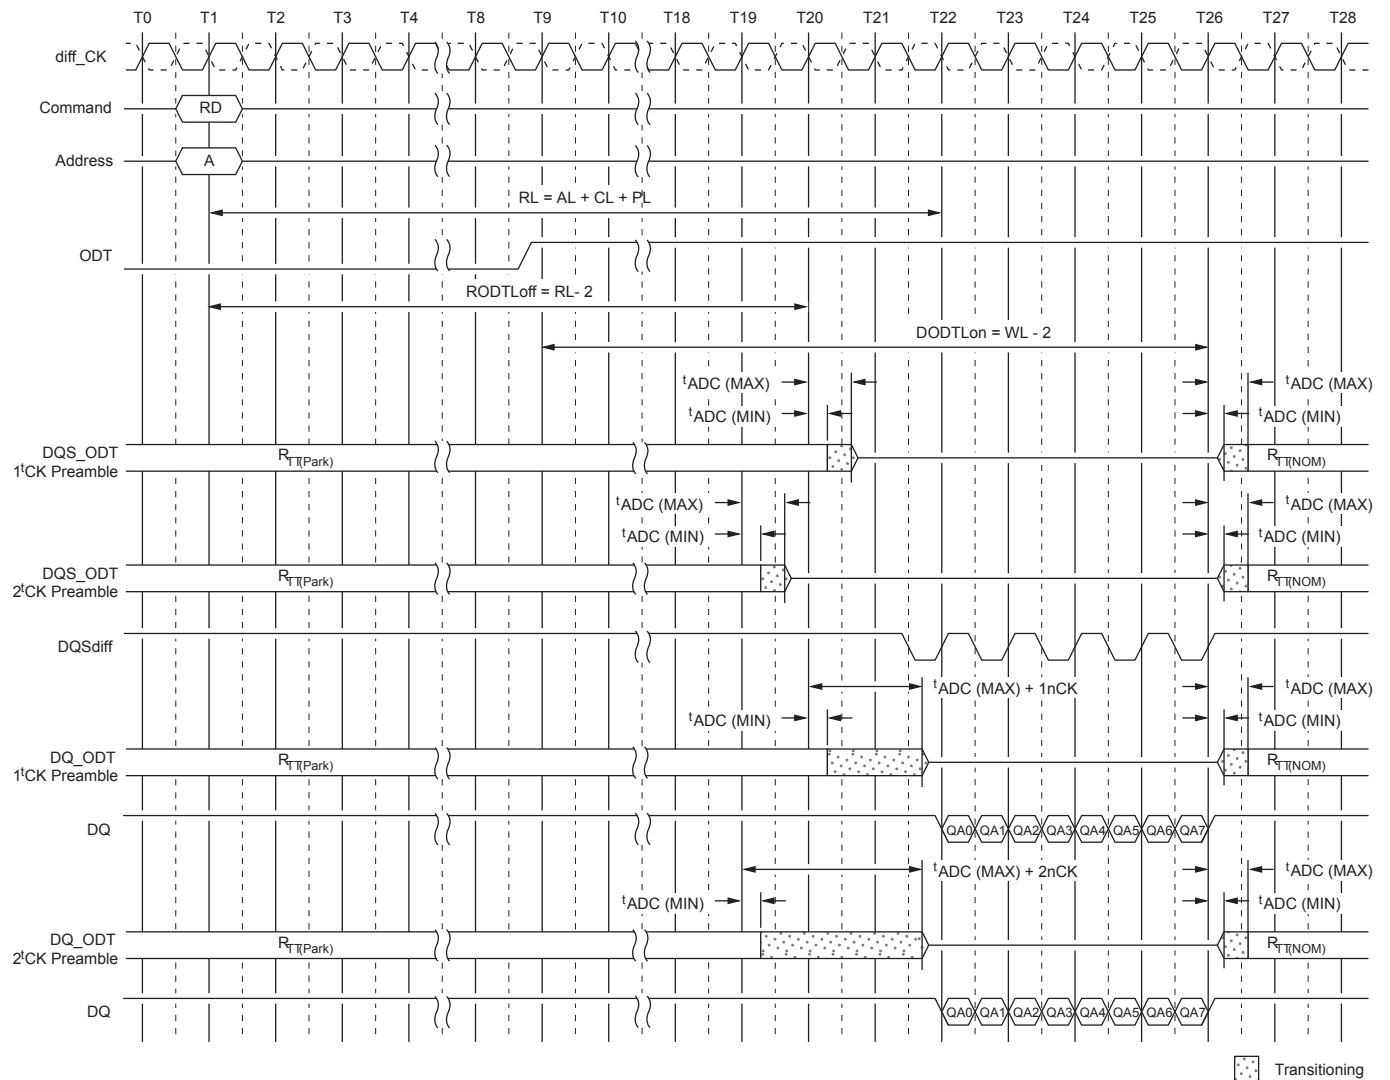 T0 T1 T2 T3 T4 T8 T9 T10 T18 T19 T20 T21 T22 T23 T24 T25 T26 T27 T28
diff_CK
Command RD
Address A
RL = AL + CL + PL
ODT
RODTLoff = RL- 2
DODTLon = WL - 2
tADC (MAX) tADC (MAX)
tADC (MIN) tADC (MIN)
DQS_ODT
1tCK Preamble RTT(Park) RTT(NOM)
tADC (MAX) tADC (MAX)
tADC (MIN) tADC (MIN)
DQS_ODT
2tCK Preamble RTT(Park) RTT(NOM)
DQSdiff
tADC (MAX) + 1nCK tADC (MAX)
tADC (MIN) tADC (MIN)
DQ_ODT
1tCK Preamble RTT(Park) RTT(NOM)
DQ QA0 QA1 QA2 QA3 QA4 QA5 QA6 QA7
tADC (MAX) + 2nCK tADC (MAX)
tADC (MIN) tADC (MIN)
DQ_ODT
2tCK Preamble RTT(Park) RTT(NOM)
DQ QA0 QA1 QA2 QA3 QA4 QA5 QA6 QA7
Transitioning